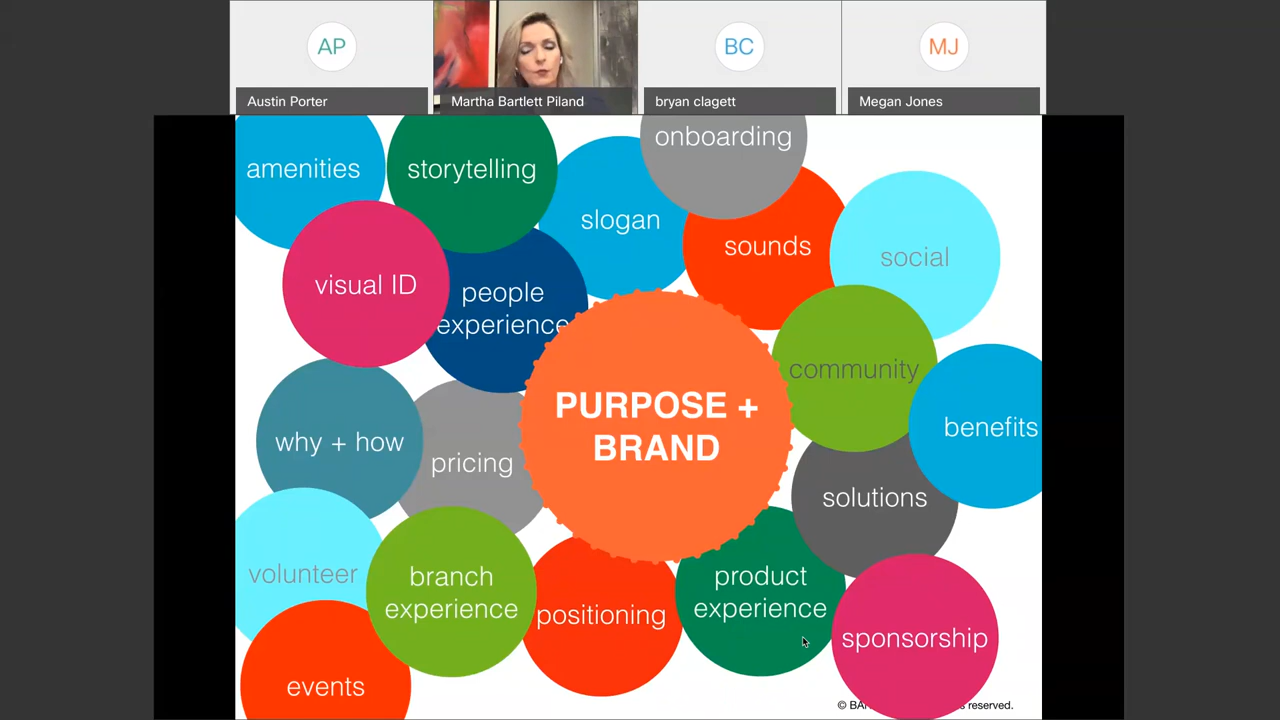 AP
BC
MJ
Austin Porter
Martha Bartlett Piland
bryan clagett
Megan Jones
onboarding
amenities
storytelling
slogan
sounds
social
visual ID
people
experience
community
PURPOSE +
BRAND
benefits
why + how
pricing
solutions
volunteer
branch
experience
positioning
product
experience
sponsorship
events
© BA
s reserved.